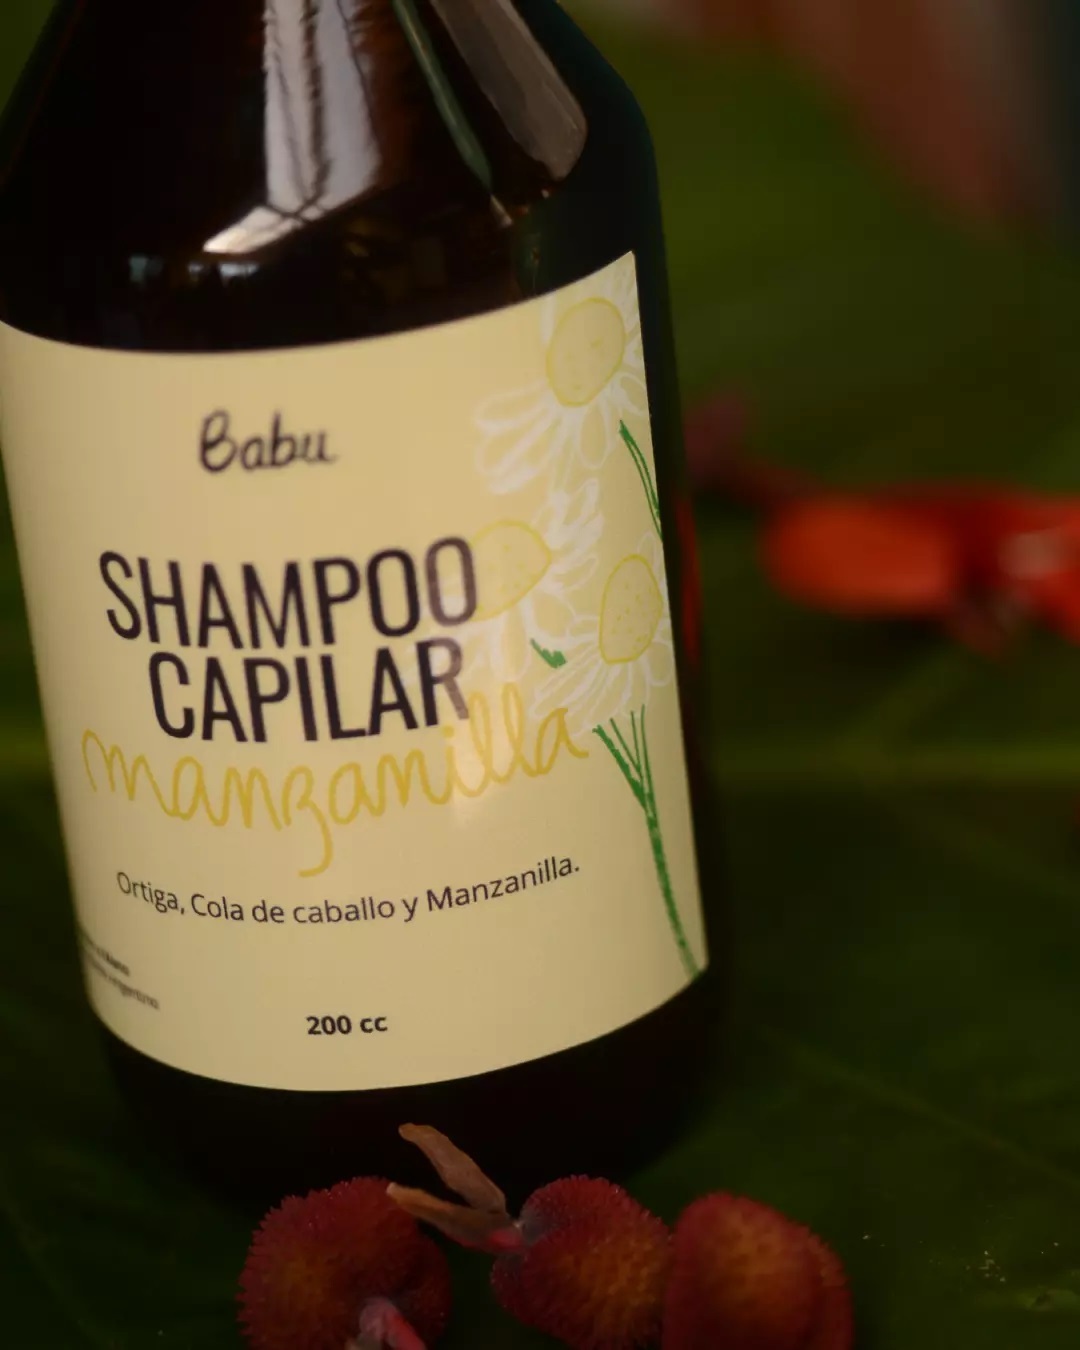 Babu
SHAMPOO
CAPILAR
manzanilla
Ortiga, Cola de caballo y Manzanilla.
200 cc